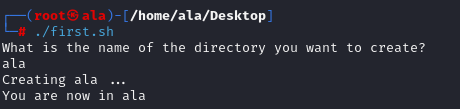 ┌──(root㉿ala)-[/home/ala/Desktop]
└─# ./first.sh
What is the name of the directory you want to create?
ala
Creating ala ...
You are now in ala